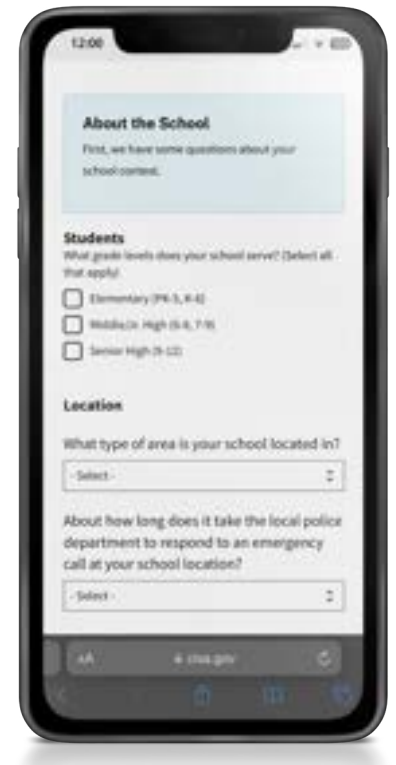 12:00
About the School
First, we have some questions about your
school context.
Students
What grade levels does your school serve? (Select all
that apply)
Elementary (PK-5, K-6)
Middle/Jr. High (6-8, 7-9)
Senior High (9-12)
Location
What type of area is your school located in?
- Select -
About how long does it take the local police
department to respond to an emergency
call at your school location?
- Select -
AA
cisa.gov